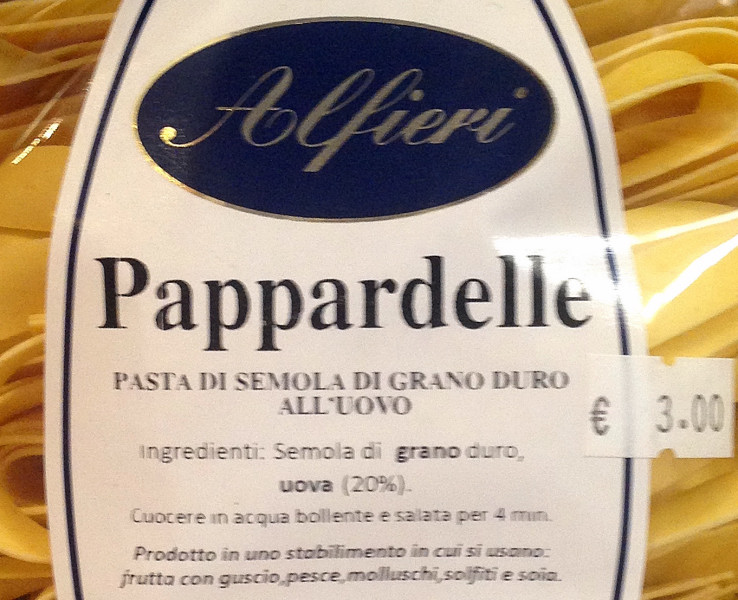 Alfieri
Pappardelle
PASTA DI SEMOLA DI GRANO DURO
ALL'UOVO
€ 3.00
Ingredienti: Semola di grano duro,
uova (20%).
Cuocere in acqua bollente e salata per 4 min.
Prodotto in uno stabilimento in cui si usano:
frutta con guscio,pesce,molluschi,solfiti e soia.